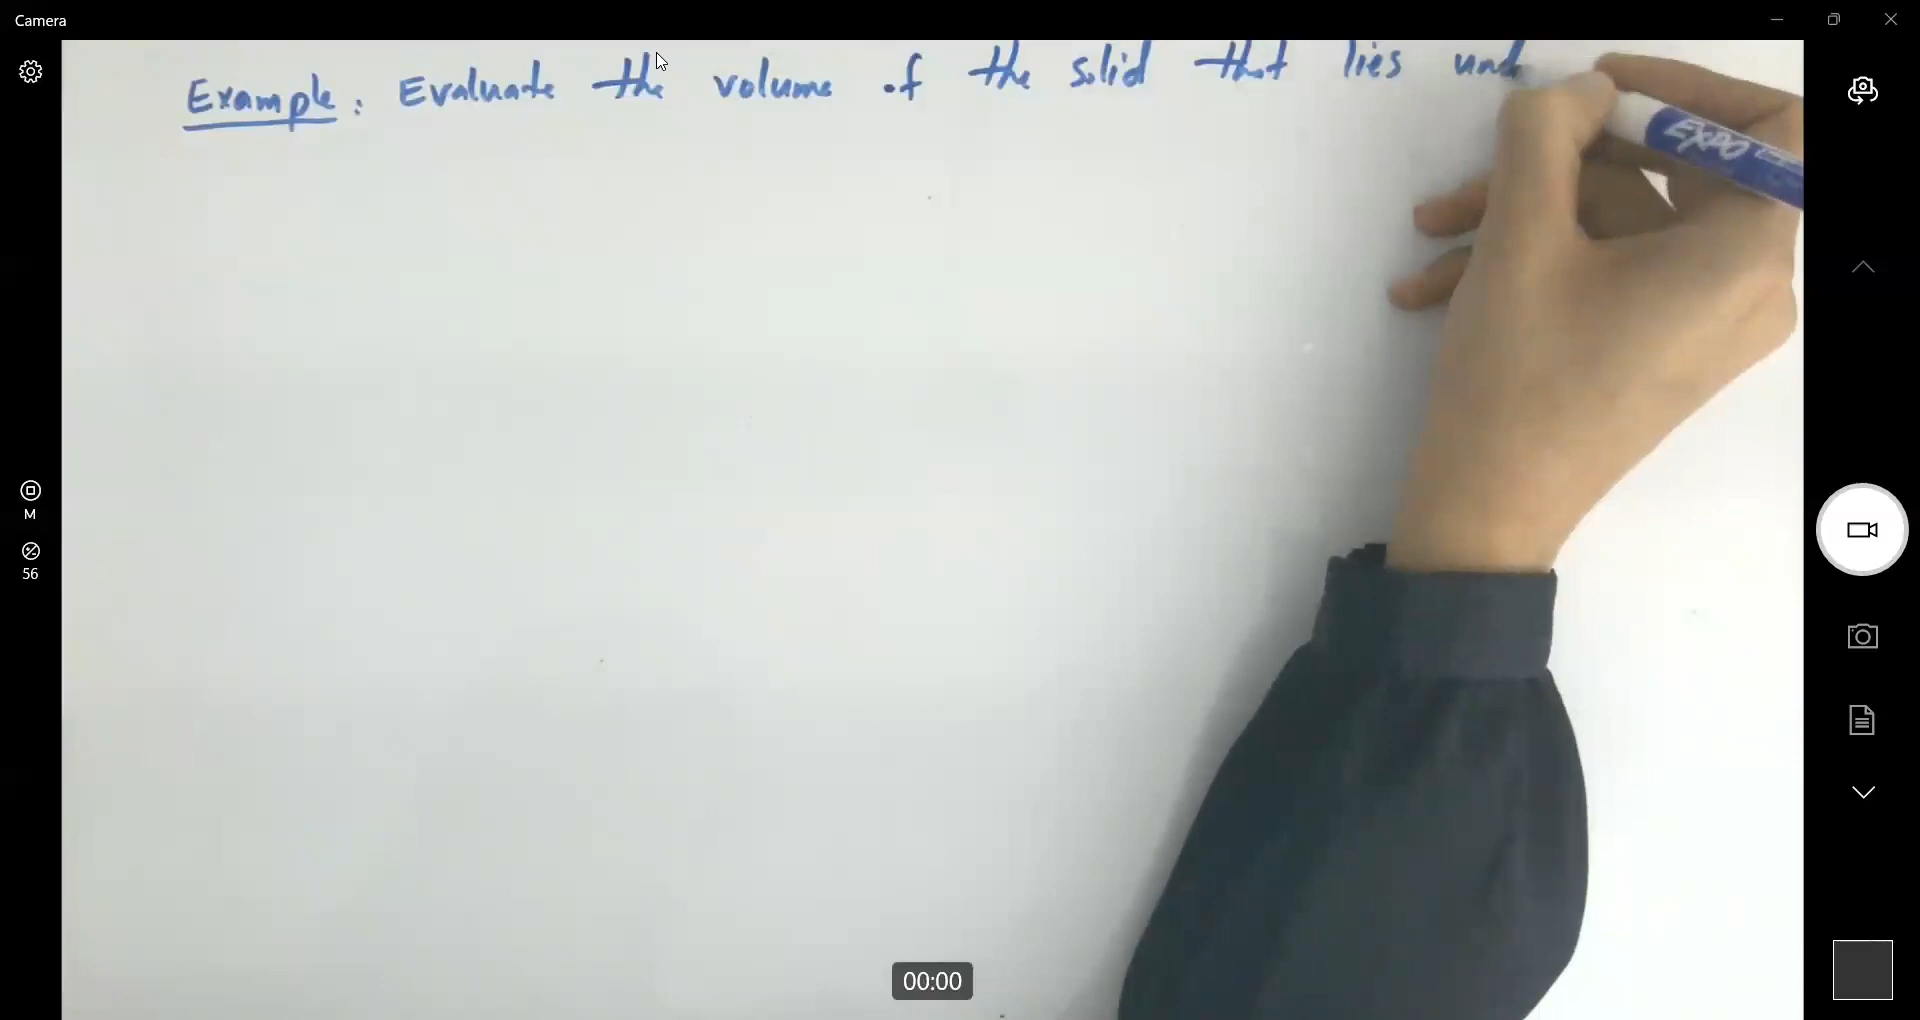 Camera
Example: Evaluate the volume of the solid that lies und
EXPO
M
56
00:00